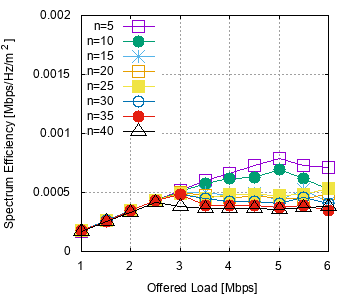 0.002
0.0015
0.001
0.0005
0
Spectrum Efficiency [Mbps/Hz/m²]
n=5
n=10
n=15
n=20
n=25
n=30
n=35
n=40
1 2 3 4 5 6
Offered Load [Mbps]